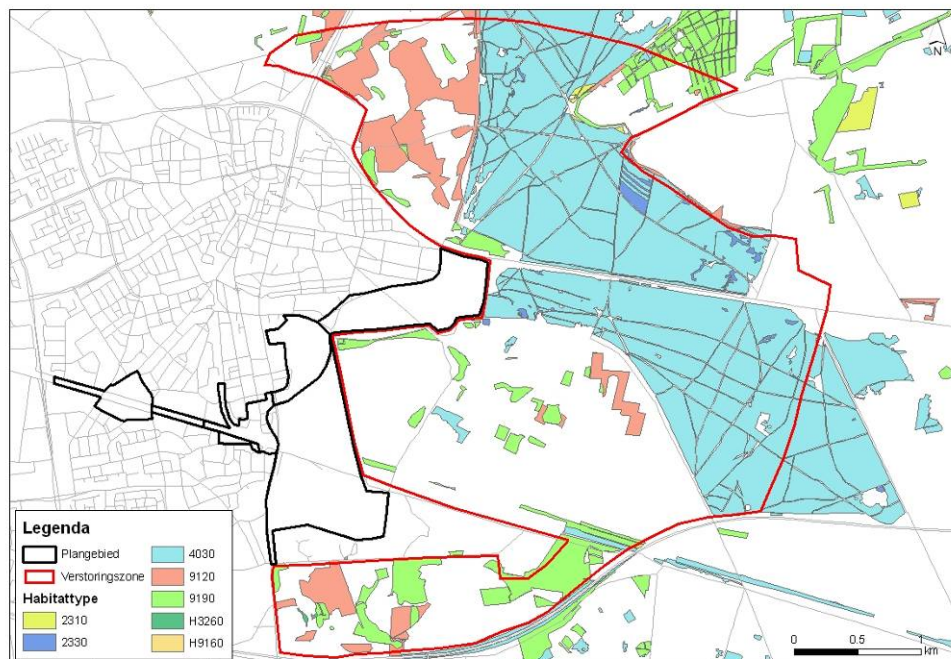 N
Legenda
Plangebied
Verstoringszone
Habitattype
2310
2330
4030
9120
9190
H3260
H9160
0 0.5 1
km